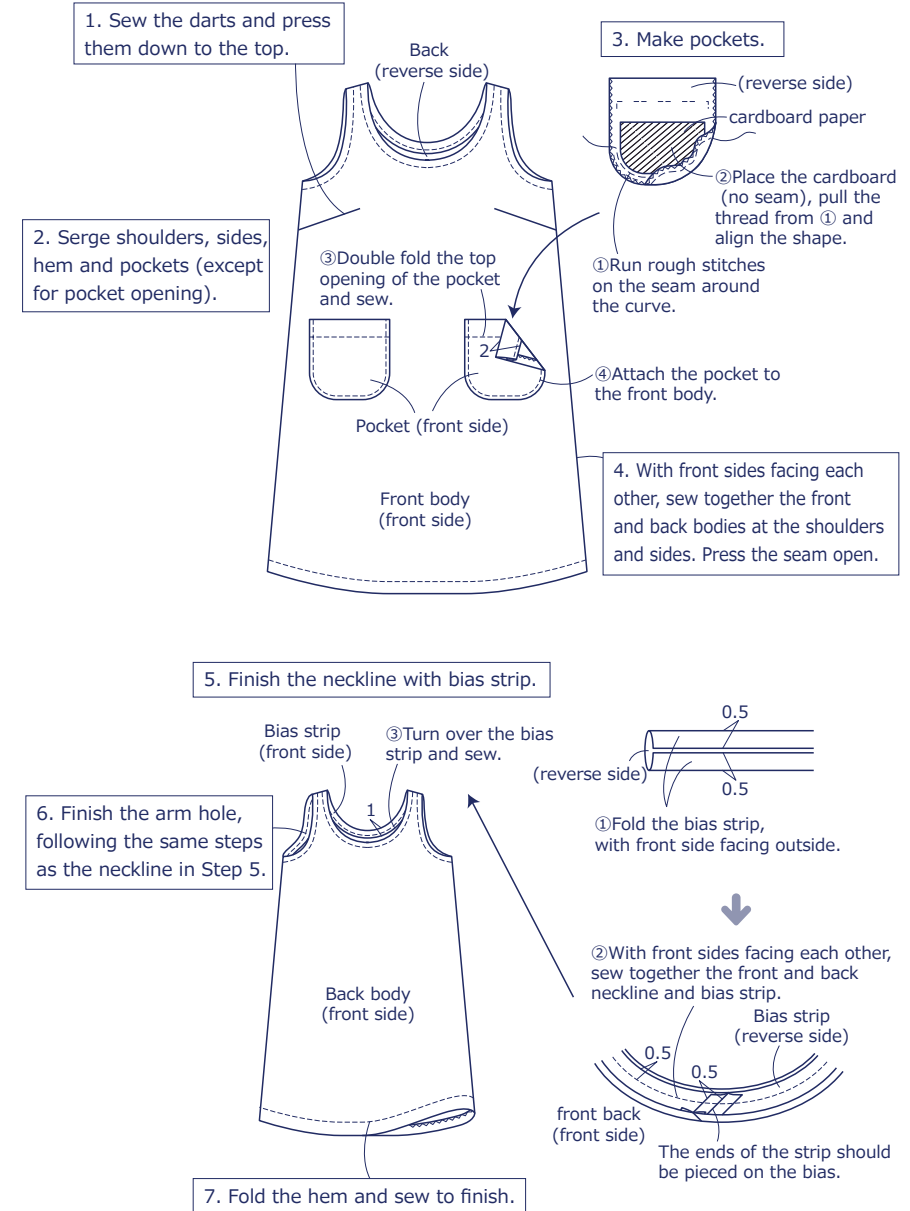 1. Sew the darts and press
them down to the top.
Back
(reverse side)
3. Make pockets.
(reverse side)
cardboard paper
②Place the cardboard
(no seam), pull the
thread from ① and
align the shape.
①Run rough stitches
on the seam around
the curve.
2. Serge shoulders, sides,
hem and pockets (except
for pocket opening).
③Double fold the top
opening of the pocket
and sew.
2
④Attach the pocket to
the front body.
Pocket (front side)
Front body
(front side)
4. With front sides facing each
other, sew together the front
and back bodies at the shoulders
and sides. Press the seam open.
5. Finish the neckline with bias strip.
Bias strip
(front side)
③Turn over the bias
strip and sew.
1
6. Finish the arm hole,
following the same steps
as the neckline in Step 5.
0.5
(reverse side)
0.5
①Fold the bias strip,
with front side facing outside.
②With front sides facing each other,
sew together the front and back
neckline and bias strip.
Bias strip
(reverse side)
0.5
0.5
front back
(front side)
The ends of the strip should
be pieced on the bias.
Back body
(front side)
7. Fold the hem and sew to finish.